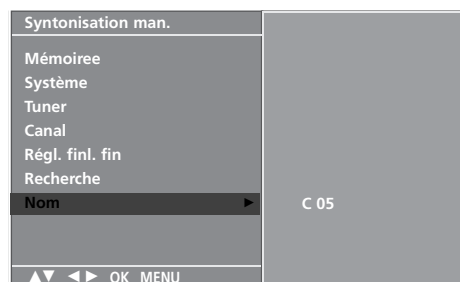 Syntonisation man.
Mémoiree
Système
Tuner
Canal
Régl. finl. fin
Recherche
Nom ► C 05
▲▼ ◄► OK MENU